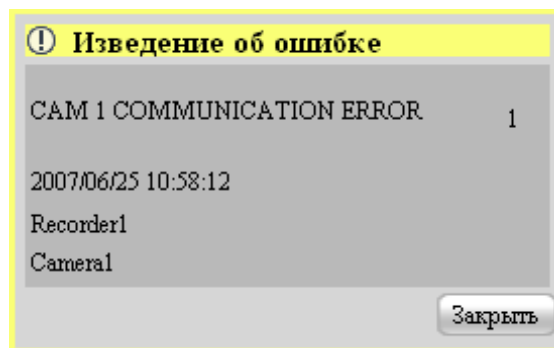 Изведение об ошибке
CAM 1 COMMUNICATION ERROR 1
2007/06/25 10:58:12
Recorder1
Camera1
Закрыть